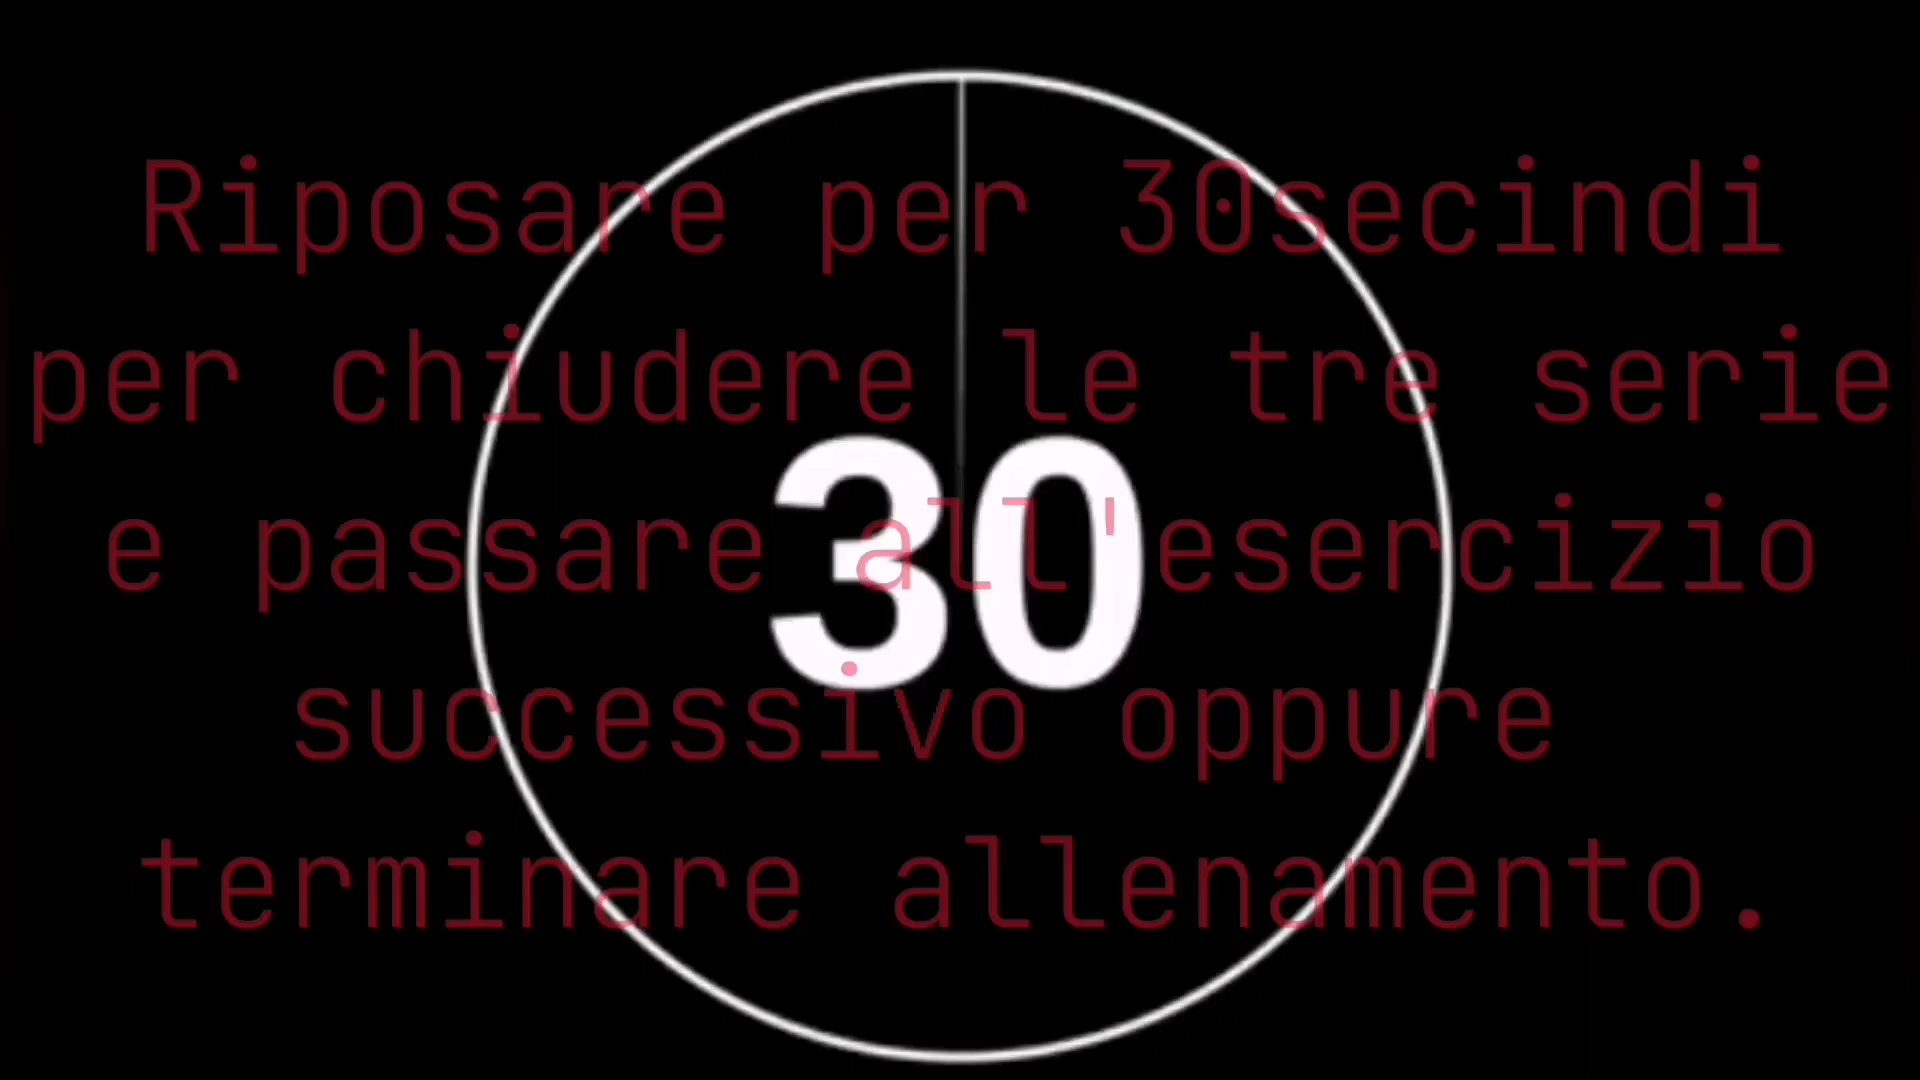 Riposare per 30secindi
per chiudere le tre serie
30
e passare all'esercizio
successivo oppure
terminare allenamento.